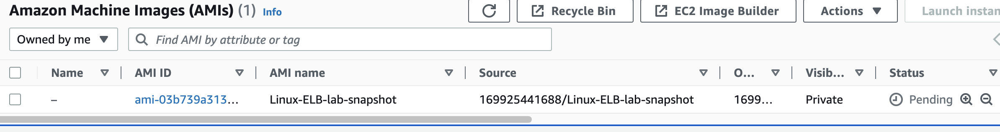 Amazon Machine Images (AMIs) (1) Info Recycle Bin EC2 Image Builder Actions Launch instan
Owned by me Find AMI by attribute or tag
Name AMI ID AMI name Source O... Visib... Status
– ami-03b739a313... Linux-ELB-lab-snapshot 169925441688/Linux-ELB-lab-snapshot 1699... Private Pending